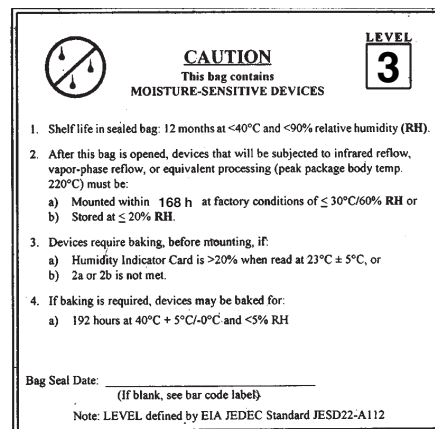 LEVEL
3
CAUTION
This bag contains
MOISTURE-SENSITIVE DEVICES
1. Shelf life in sealed bag: 12 months at <40°C and <90% relative humidity (RH).
2. After this bag is opened, devices that will be subjected to infrared reflow,
vapor-phase reflow, or equivalent processing (peak package body temp.
220°C) must be:
a) Mounted within 168 h at factory conditions of ≤ 30°C/60% RH or
b) Stored at ≤ 20% RH.
3. Devices require baking, before mounting, if:
a) Humidity Indicator Card is >20% when read at 23°C ± 5°C, or
b) 2a or 2b is not met.
4. If baking is required, devices may be baked for:
a) 192 hours at 40°C + 5°C/-0°C and <5% RH
Bag Seal Date:
(If blank, see bar code label)
Note: LEVEL defined by EIA JEDEC Standard JESD22-A112